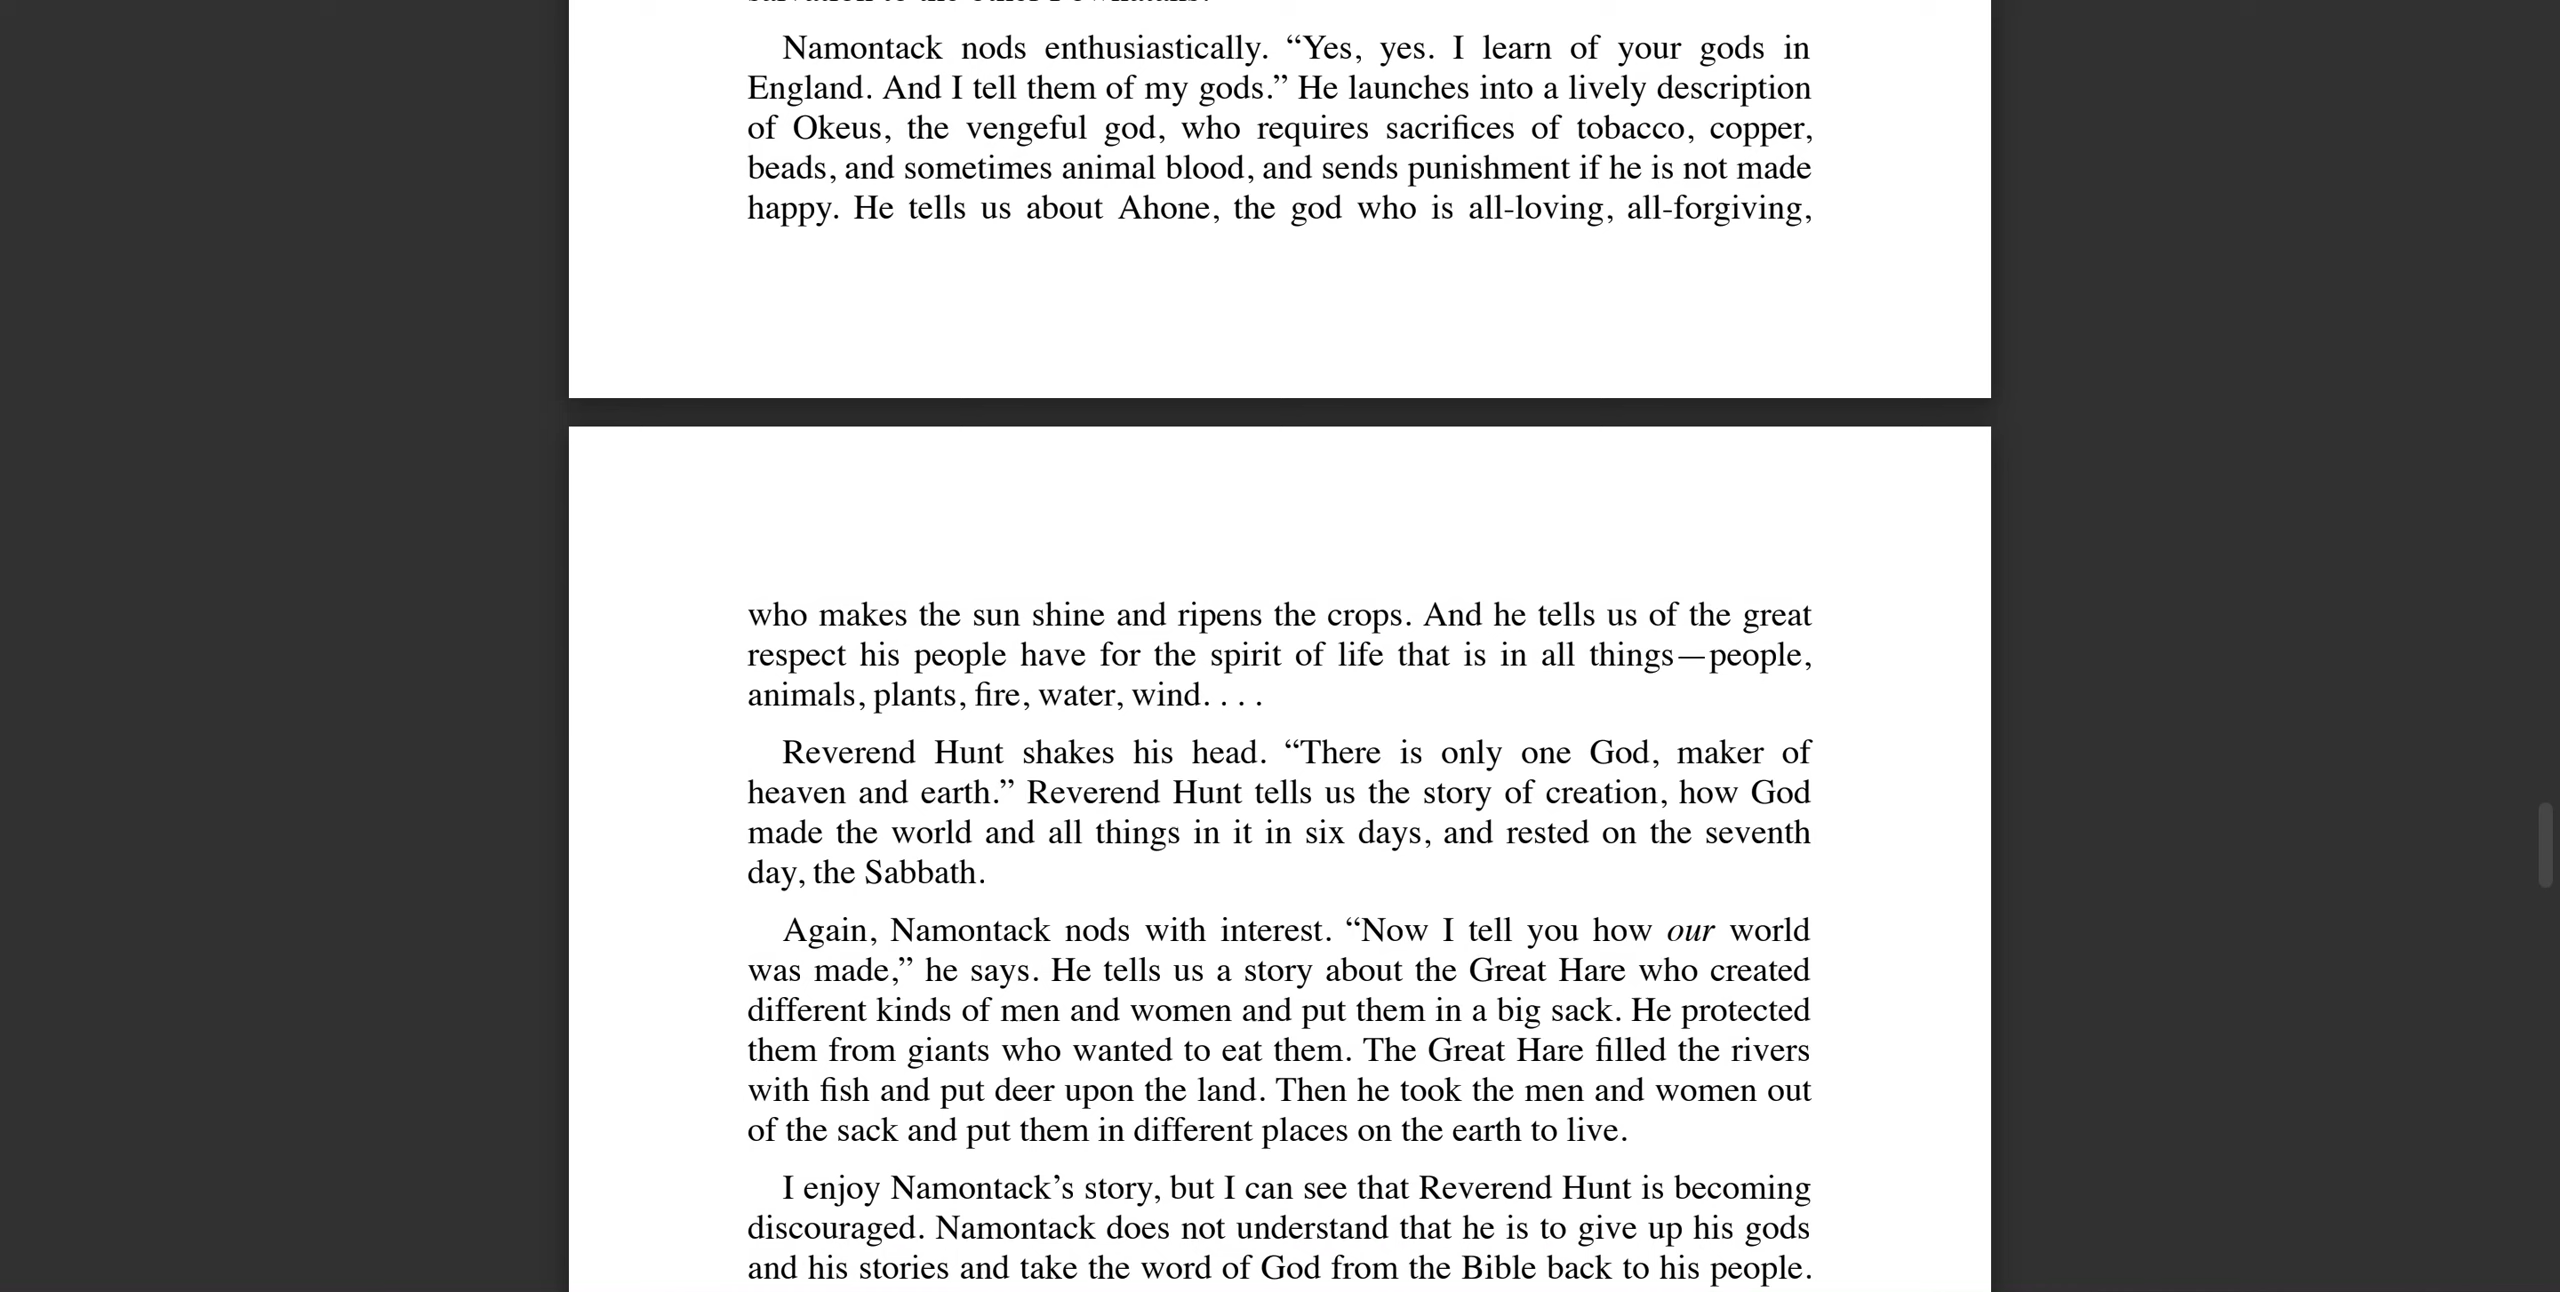 Namontack nods enthusiastically. “Yes, yes. I learn of your gods in
England. And I tell them of my gods.” He launches into a lively description
of Okeus, the vengeful god, who requires sacrifices of tobacco, copper,
beads, and sometimes animal blood, and sends punishment if he is not made
happy. He tells us about Ahone, the god who is all-loving, all-forgiving,
who makes the sun shine and ripens the crops. And he tells us of the great
respect his people have for the spirit of life that is in all things—people,
animals, plants, fire, water, wind. . . .
Reverend Hunt shakes his head. “There is only one God, maker of
heaven and earth.” Reverend Hunt tells us the story of creation, how God
made the world and all things in it in six days, and rested on the seventh
day, the Sabbath.
Again, Namontack nods with interest. “Now I tell you how our world
was made,” he says. He tells us a story about the Great Hare who created
different kinds of men and women and put them in a big sack. He protected
them from giants who wanted to eat them. The Great Hare filled the rivers
with fish and put deer upon the land. Then he took the men and women out
of the sack and put them in different places on the earth to live.
I enjoy Namontack’s story, but I can see that Reverend Hunt is becoming
discouraged. Namontack does not understand that he is to give up his gods
and his stories and take the word of God from the Bible back to his people.